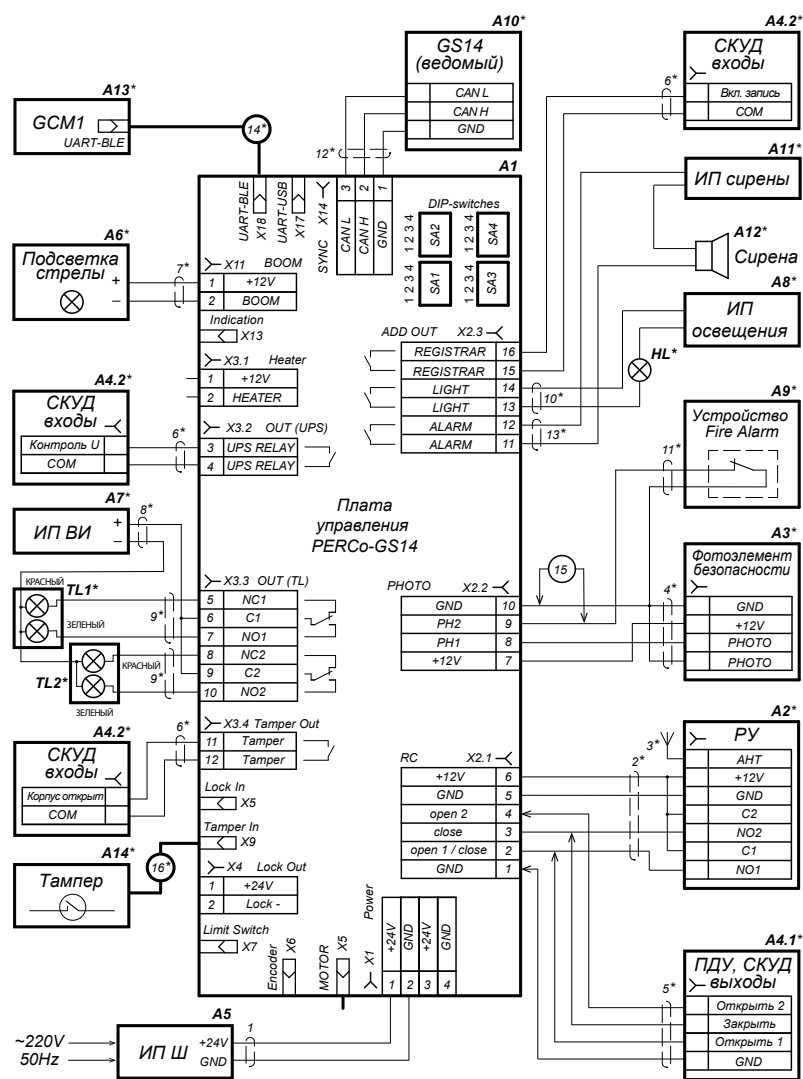 A10*
GS14
(ведомый)
CAN L
CAN H
GND
A4.2*
СКУД
входы
Вкл. запись
COM
6*
A13*
GCM1
UART-BLE
14*
12*
A1
A11*
ИП сирены
A12*
Сирена
UART-BLE
X18
UART-USB
X17
SYNC
X14
3
2
1
CAN L
CAN H
GND
DIP-switches
1 2 3 4
SA2
1 2 3 4
SA4
1 2 3 4
SA1
1 2 3 4
SA3
A6*
Подсветка
стрелы
+
–
7*
X11 BOOM
1 +12V
2 BOOM
Indication
X13
X3.1 Heater
1 +12V
2 HEATER
A8*
ИП
освещения
HL*
ADD OUT X2.3
REGISTRAR 16
REGISTRAR 15
LIGHT 14
LIGHT 13
ALARM 12
ALARM 11
10*
13*
A4.2*
СКУД
входы
Контроль U
COM
6*
X3.2 OUT (UPS)
3 UPS RELAY
4 UPS RELAY
A9*
Устройство
Fire Alarm
11*
A7*
ИП ВИ
+
–
8*
Плата
управления
PERCo-GS14
КРАСНЫЙ
TL1*
ЗЕЛЕНЫЙ
9*
TL2*
КРАСНЫЙ
9*
ЗЕЛЕНЫЙ
X3.3 OUT (TL)
5 NC1
6 C1
7 NO1
8 NC2
9 C2
10 NO2
15
PHOTO X2.2
GND 10
PH2 9
PH1 8
+12V 7
A3*
Фотоэлемент
безопасности
4*
GND
+12V
PHOTO
PHOTO
A4.2*
СКУД
входы
Корпус открыт
COM
6*
X3.4 Tamper Out
11 Tamper
12 Tamper
Lock In
X5
Tamper In
X9
A2*
РУ
3*
2*
АНТ
+12V
GND
C2
NO2
C1
NO1
RC X2.1
+12V 6
GND 5
open 2 4
close 3
open 1 / close 2
GND 1
A14*
Тампер
16*
X4 Lock Out
1 +24V
2 Lock -
Limit Switch
X7
Encoder
X6
MOTOR
X5
X1
Power
+24V
GND
+24V
GND
1
2
3
4
A4.1*
ПДУ, СКУД
выходы
5*
Открыть 2
Закрыть
Открыть 1
GND
A5
~220V
50Hz
ИП Ш
+24V
GND
1